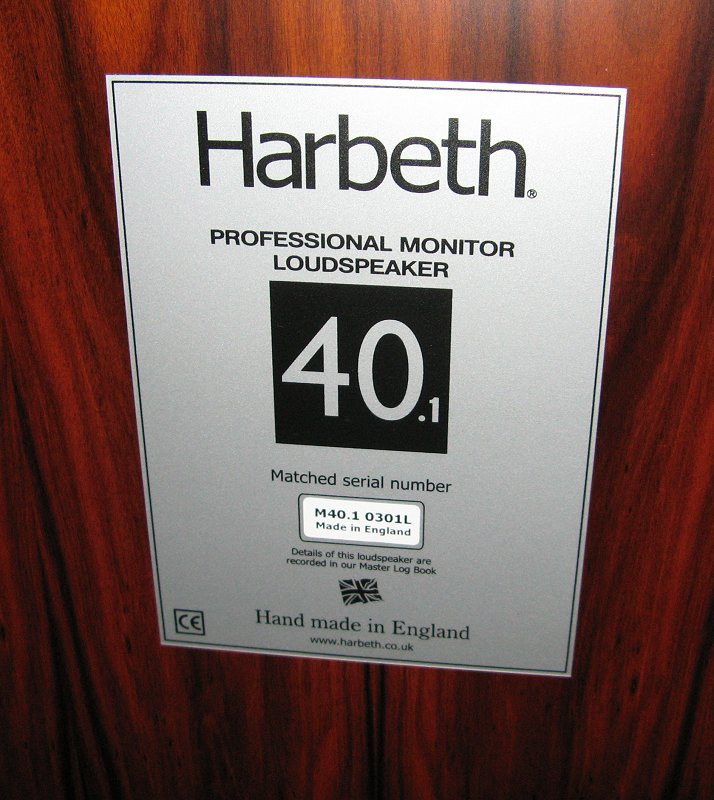 Harbeth®
PROFESSIONAL MONITOR
LOUDSPEAKER
40.1
Matched serial number
M40.1 0301L
Made in England
Details of this loudspeaker are
recorded in our Master Log Book
CE
Hand made in England
www.harbeth.co.uk